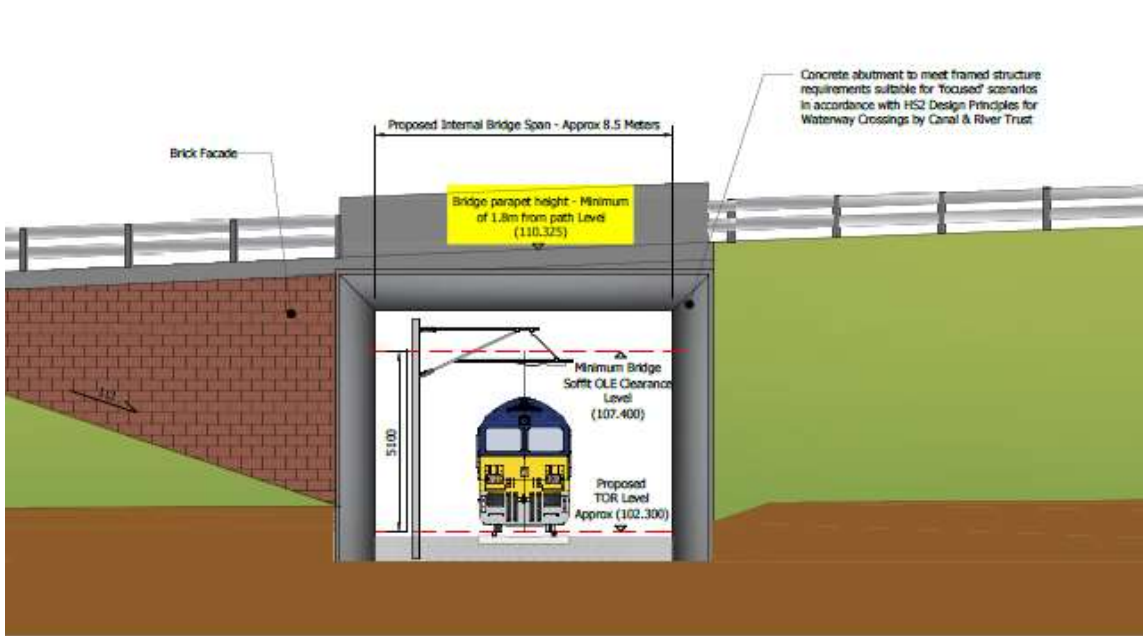 Concrete abutment to meet framed structure
requirements suitable for 'focused' scenarios
in accordance with HS2 Design Principles for
Waterway Crossings by Canal & River Trust
Proposed Internal Bridge Span - Approx 8.5 Meters
Brick Facade
Bridge parapet height - Minimum
of 1.8m from path Level
(110.325)
Minimum Bridge
Soffit OLE Clearance
Level
(107.400)
5100
Proposed
TOR Level
Approx (102.300)